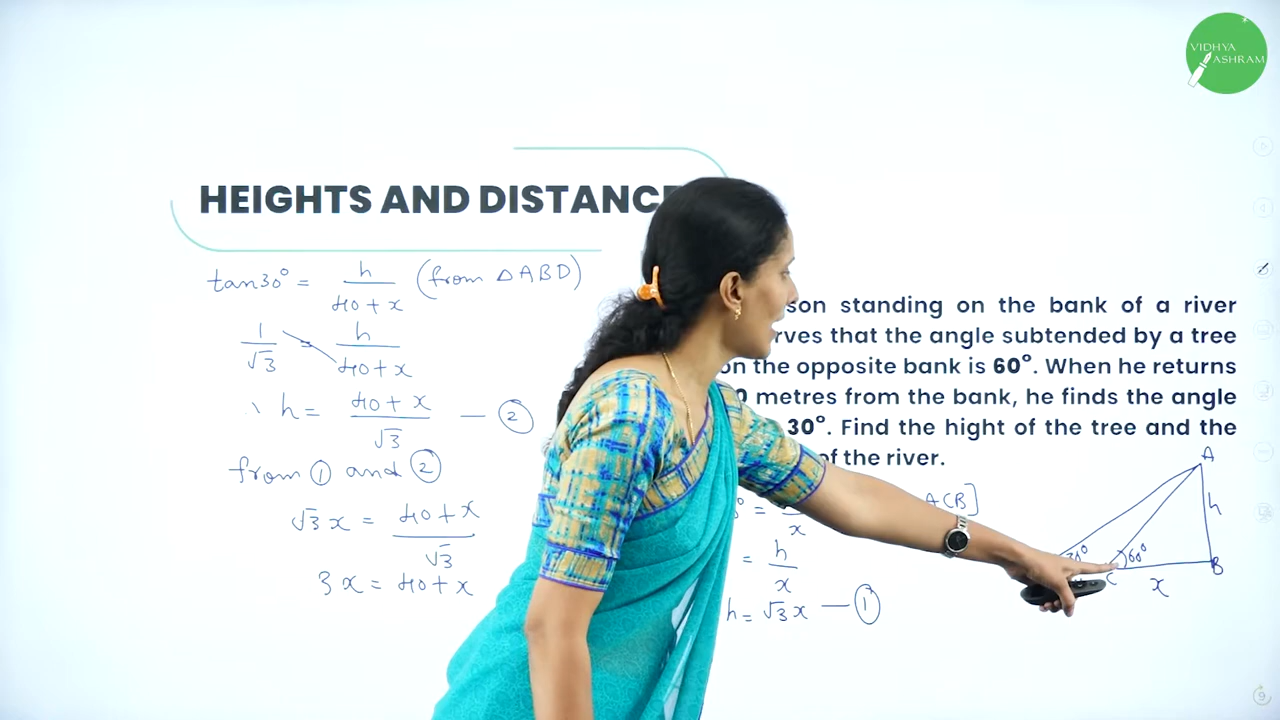 VIDHYA
ASHRAM
HEIGHTS AND DISTANC
tan30° = h / 40 + x (from △ABD)
1 / √3 = h / 40 + x
∴ h = 40 + x / √3 — ②
from ① and ②
√3 x = 40 + x / √3
3x = 40 + x
son standing on the bank of a river
rves that the angle subtended by a tree
on the opposite bank is 60°. When he returns
0 metres from the bank, he finds the angle
30°. Find the hight of the tree and the
of the river.
° = x ACB]
= h / x
h = √3 x — ①
A
h
30°
60°
C
B
x
9